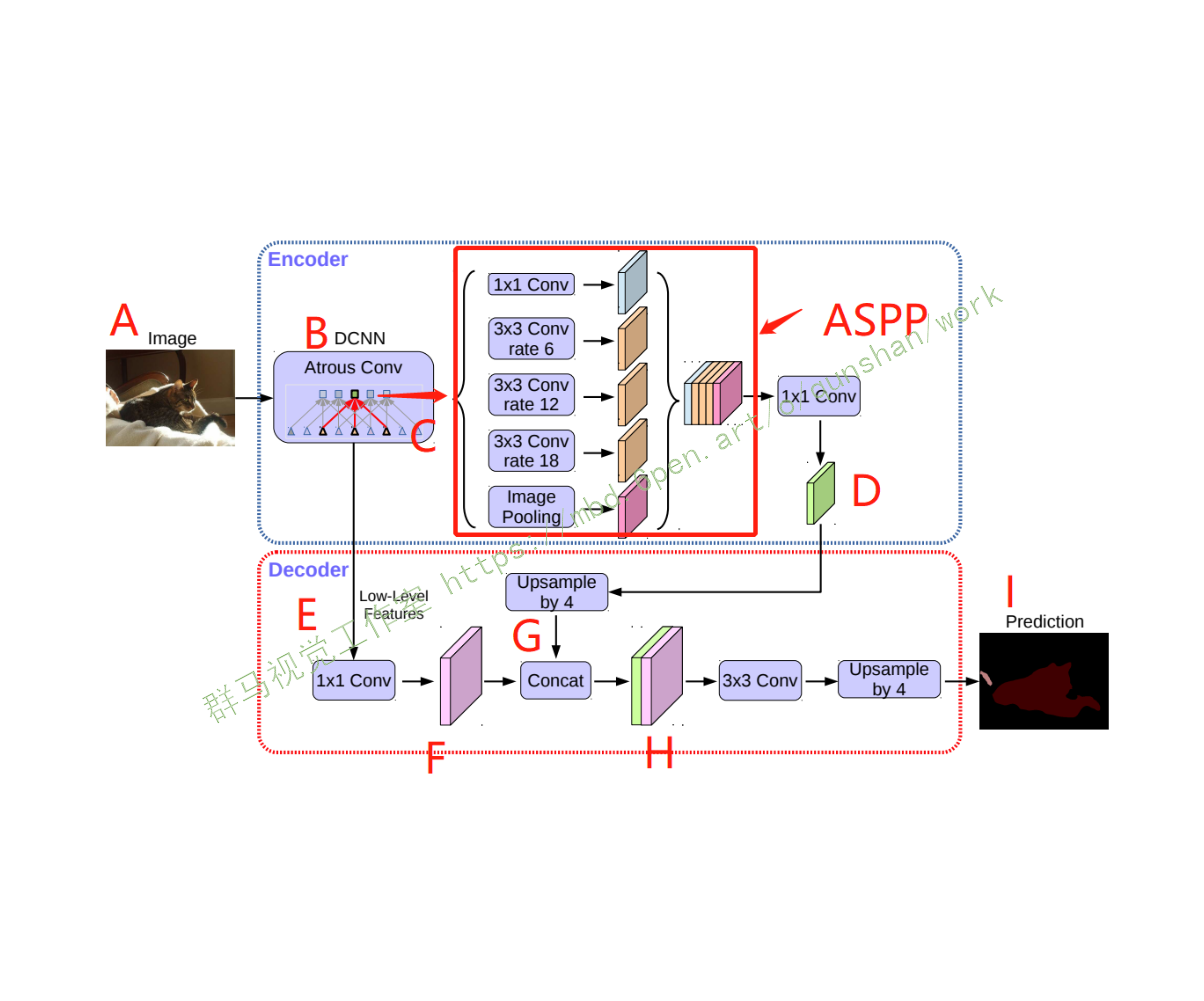 Encoder
A
Image
B
DCNN
Atrous Conv
C
1x1 Conv
3x3 Conv
rate 6
3x3 Conv
rate 12
3x3 Conv
rate 18
Image
Pooling
ASPP
1x1 Conv
D
Decoder
E
Low-Level
Features
1x1 Conv
F
Upsample
by 4
G
Concat
H
3x3 Conv
Upsample
by 4
I
Prediction
群马视觉工作室 https://mbd.6pen.art/o/qunshan/work